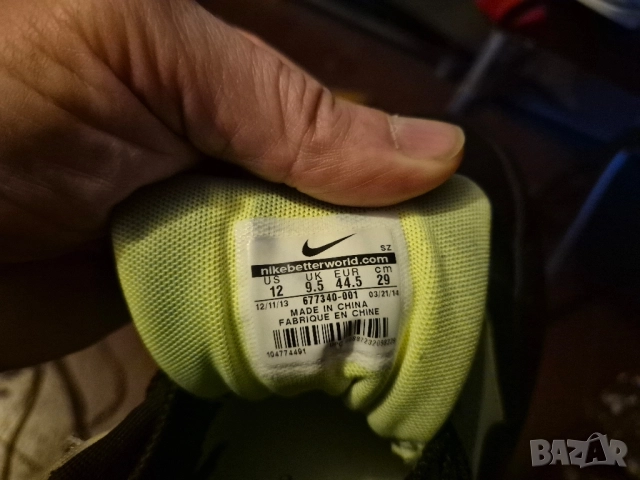 SZ
nikebetterworld.com
US UK EUR cm
12 9.5 44.5 29
12/11/13 677340-001 03/21/14
MADE IN CHINA
FABRIQUE EN CHINE
104774491
BAZAR